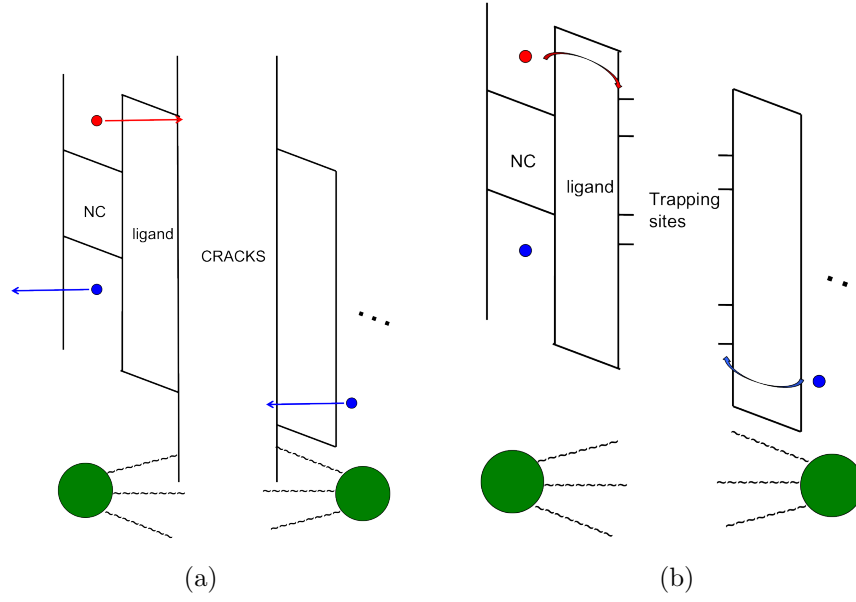 NC
ligand
CRACKS
NC
ligand
Trapping
sites
(a)
(b)